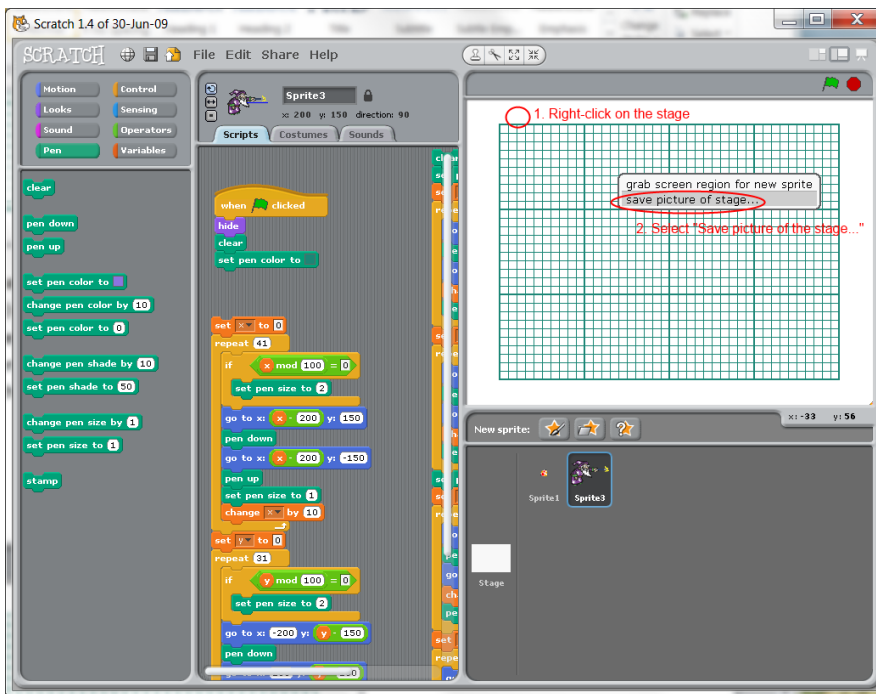 Scratch 1.4 of 30-Jun-09
SCRATCH File Edit Share Help
Motion Control
Looks Sensing
Sound Operators
Pen Variables
clear
pen down
pen up
set pen color to
change pen color by 10
set pen color to 0
change pen shade by 10
set pen shade to 50
change pen size by 1
set pen size to 1
stamp
Sprite3
x: 200 y: 150 direction: 90
Scripts Costumes Sounds
when clicked
hide
clear
set pen color to
set x to 0
repeat 41
if x mod 100 = 0
set pen size to 2
go to x: x - 200 y: 150
pen down
go to x: x - 200 y: -150
pen up
set pen size to 1
change x by 10
set y to 0
repeat 31
if y mod 100 = 0
set pen size to 2
go to x: -200 y: y - 150
pen down
1. Right-click on the stage
grab screen region for new sprite
save picture of stage...
2. Select "Save picture of the stage..."
x: -33 y: 56
New sprite:
Sprite1 Sprite3
Stage